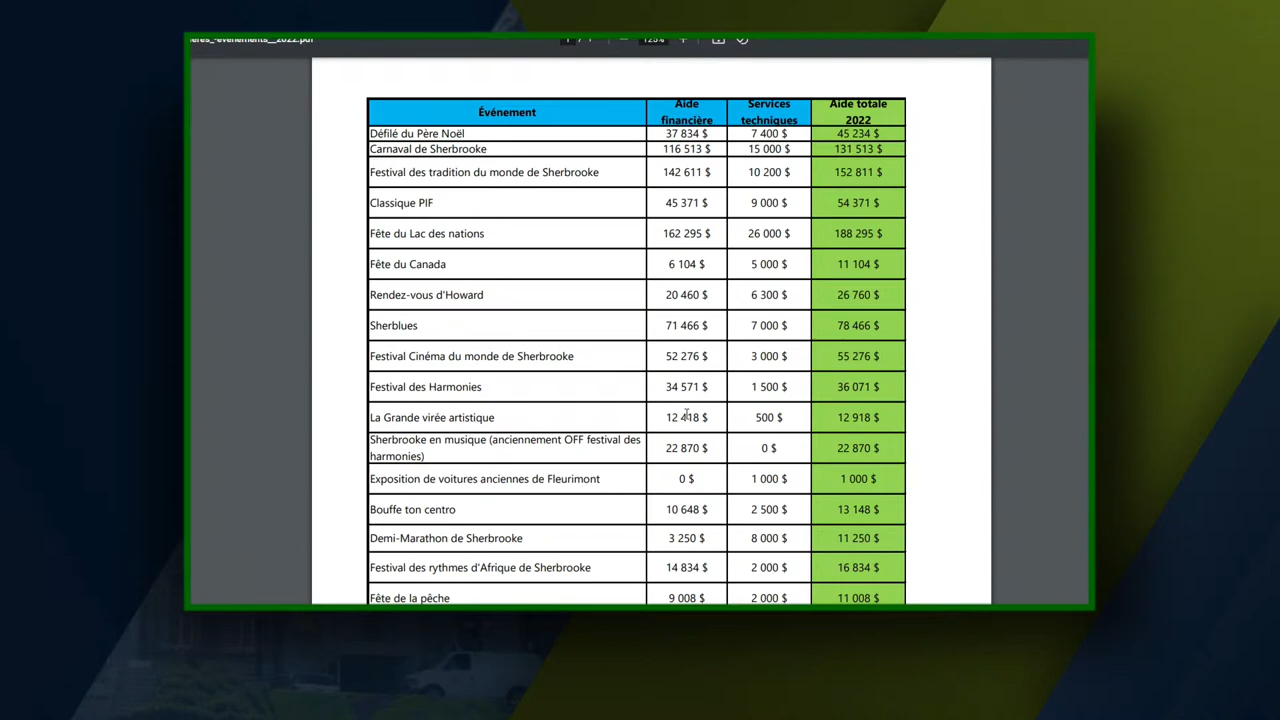 1 / 1 125%
Événement Aide financière Services techniques Aide totale 2022
Défilé du Père Noël 37 834 $ 7 400 $ 45 234 $
Carnaval de Sherbrooke 116 513 $ 15 000 $ 131 513 $
Festival des tradition du monde de Sherbrooke 142 611 $ 10 200 $ 152 811 $
Classique PIF 45 371 $ 9 000 $ 54 371 $
Fête du Lac des nations 162 295 $ 26 000 $ 188 295 $
Fête du Canada 6 104 $ 5 000 $ 11 104 $
Rendez-vous d'Howard 20 460 $ 6 300 $ 26 760 $
Sherblues 71 466 $ 7 000 $ 78 466 $
Festival Cinéma du monde de Sherbrooke 52 276 $ 3 000 $ 55 276 $
Festival des Harmonies 34 571 $ 1 500 $ 36 071 $
La Grande virée artistique 12 418 $ 500 $ 12 918 $
Sherbrooke en musique (anciennement OFF festival des
harmonies) 22 870 $ 0 $ 22 870 $
Exposition de voitures anciennes de Fleurimont 0 $ 1 000 $ 1 000 $
Bouffe ton centro 10 648 $ 2 500 $ 13 148 $
Demi-Marathon de Sherbrooke 3 250 $ 8 000 $ 11 250 $
Festival des rythmes d'Afrique de Sherbrooke 14 834 $ 2 000 $ 16 834 $
Fête de la pêche 9 008 $ 2 000 $ 11 008 $